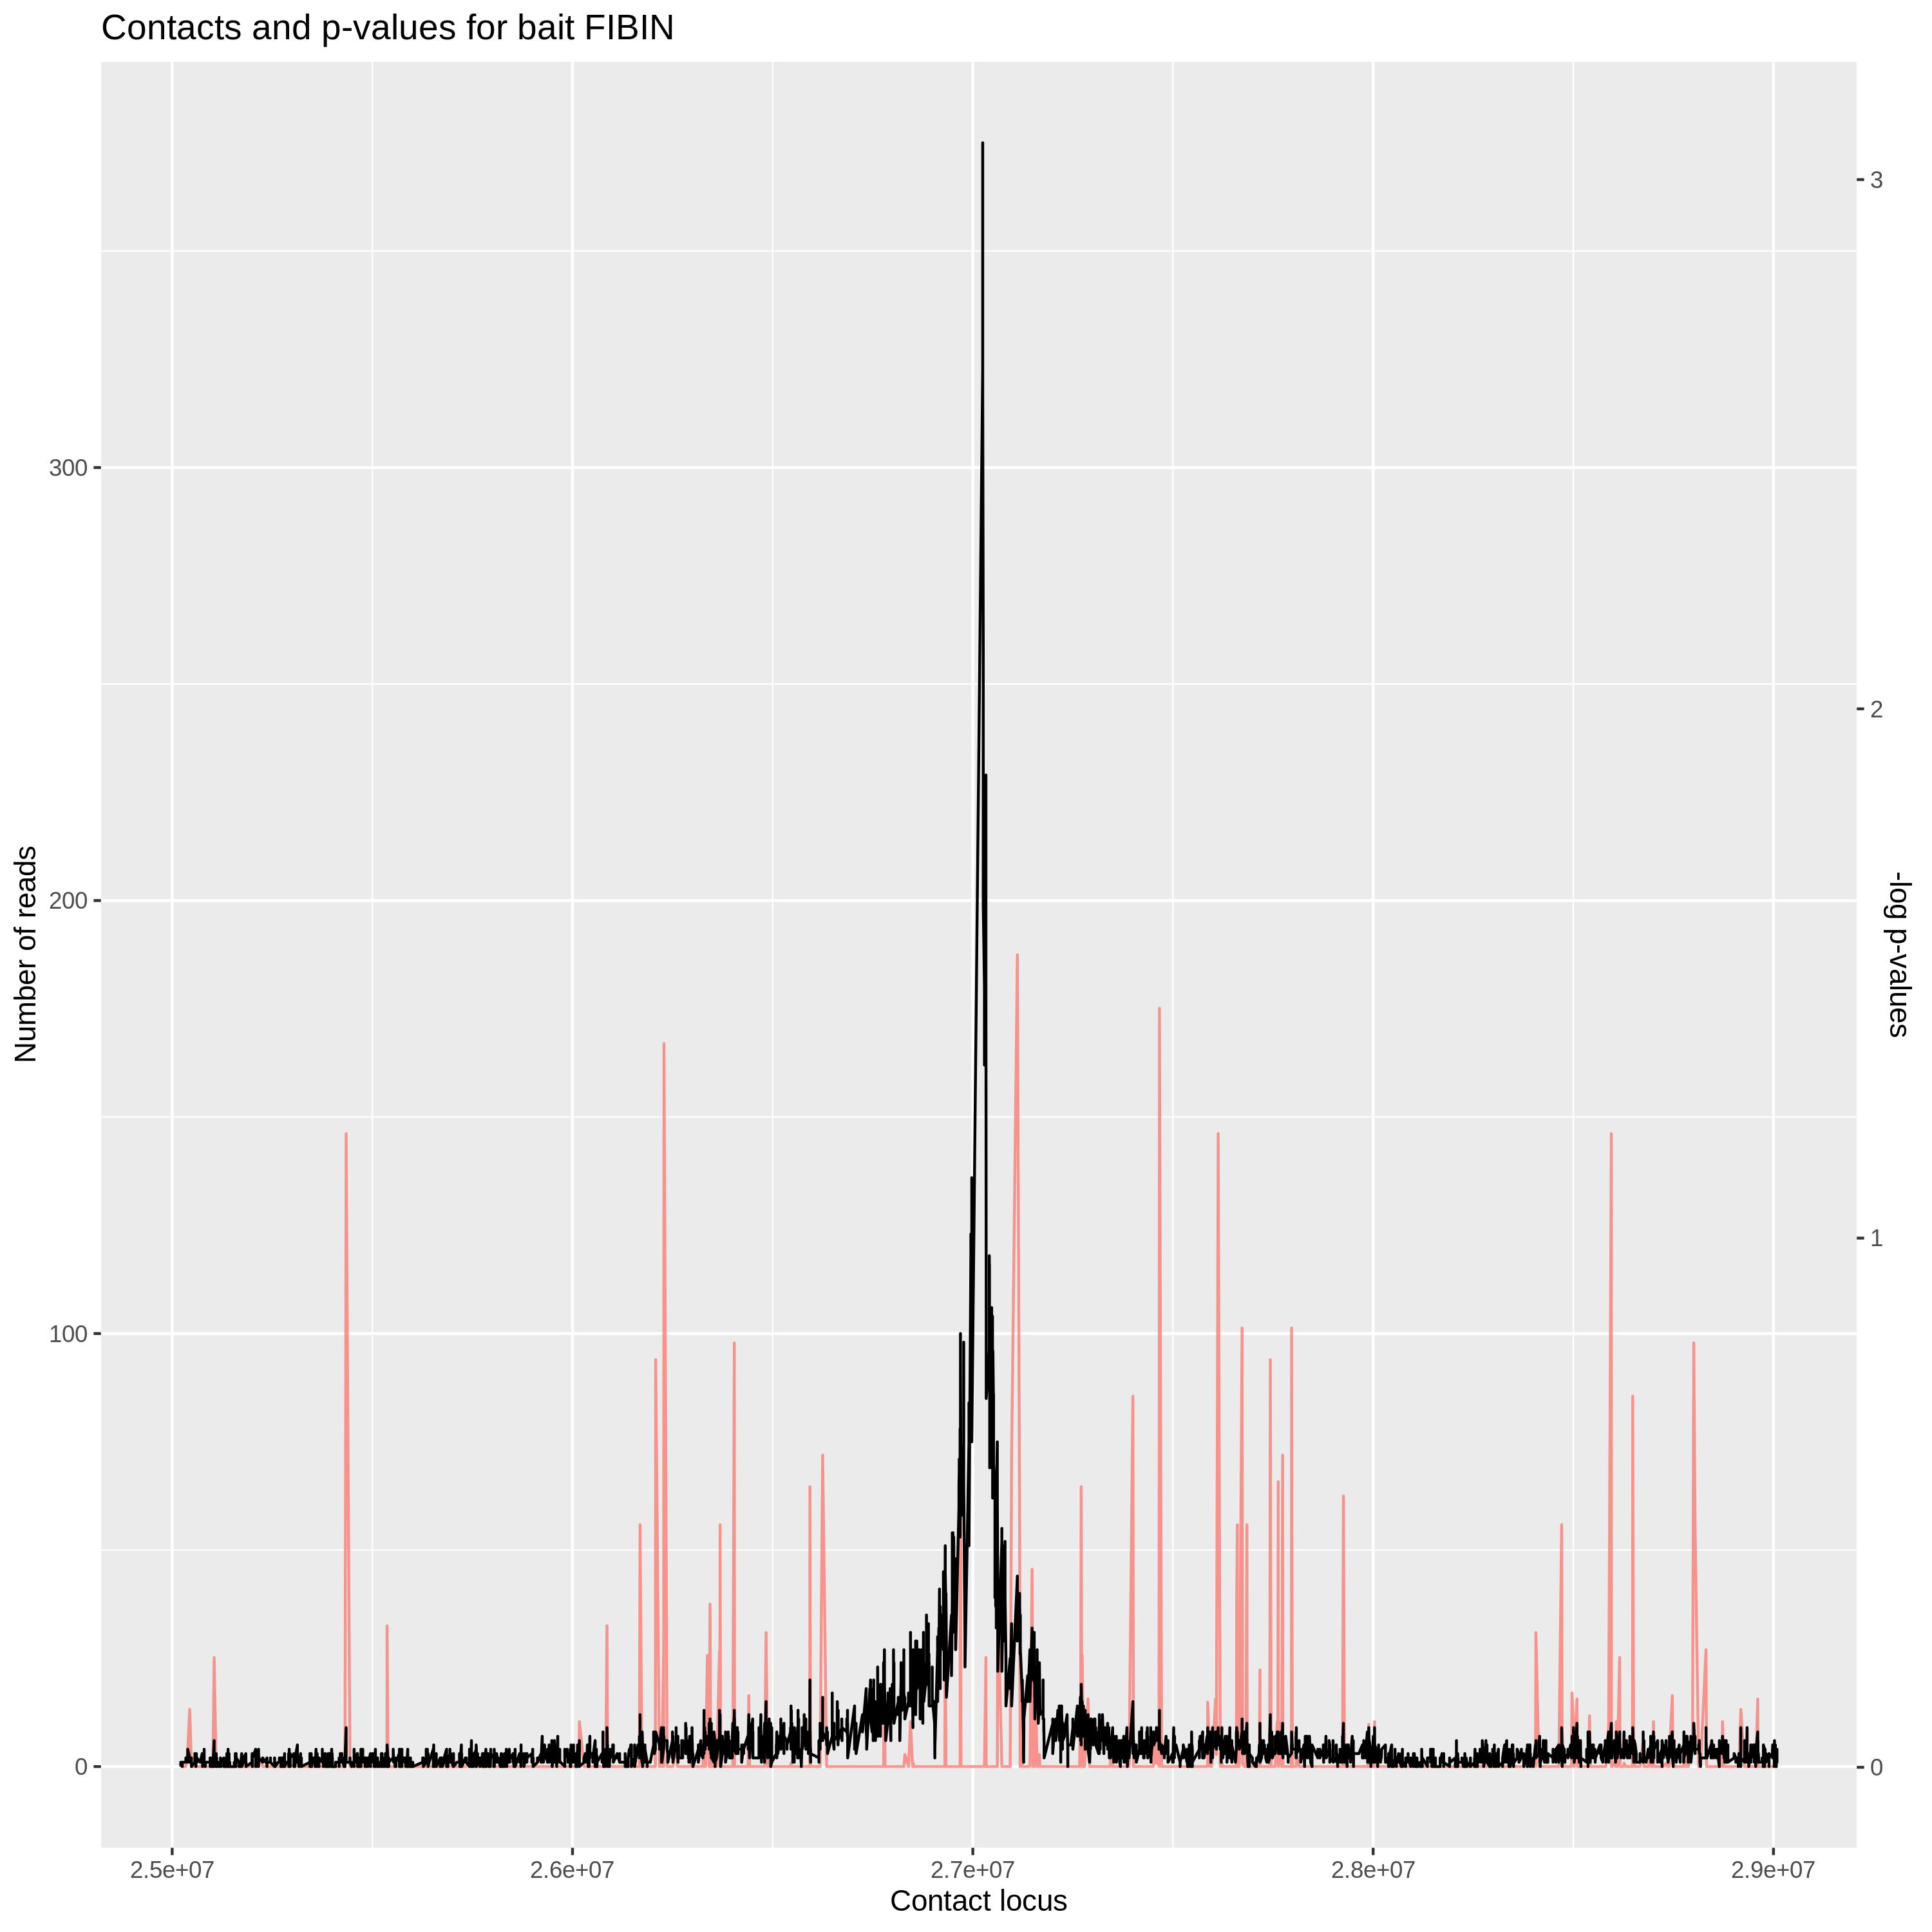 Contacts and p-values for bait FIBIN
3
300
2
Number of reads
200
-log p-values
1
100
0
0
2.5e+07 2.6e+07 2.7e+07 2.8e+07 2.9e+07
Contact locus